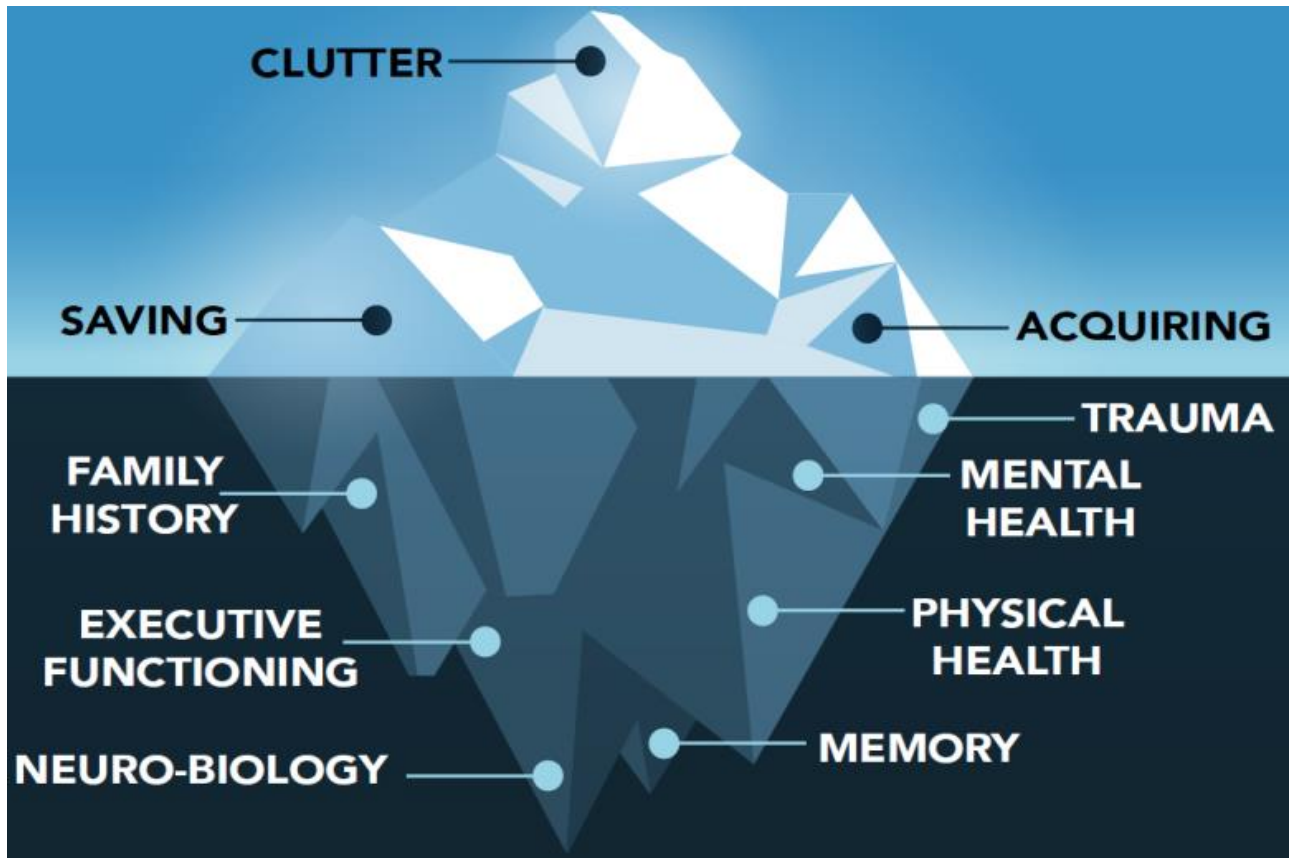 CLUTTER
SAVING
ACQUIRING
TRAUMA
FAMILY
HISTORY
MENTAL
HEALTH
EXECUTIVE
FUNCTIONING
PHYSICAL
HEALTH
MEMORY
NEURO-BIOLOGY